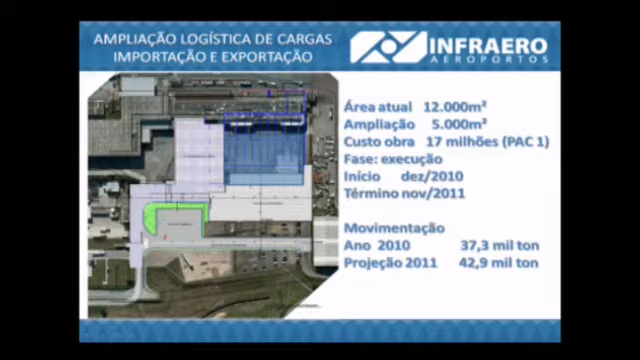 AMPLIAÇÃO LOGÍSTICA DE CARGAS
IMPORTAÇÃO E EXPORTAÇÃO
INFRAERO
AEROPORTOS
Área atual 12.000m²
Ampliação 5.000m²
Custo obra 17 milhões (PAC 1)
Fase: execução
Início dez/2010
Término nov/2011
Movimentação
Ano 2010 37,3 mil ton
Projeção 2011 42,9 mil ton